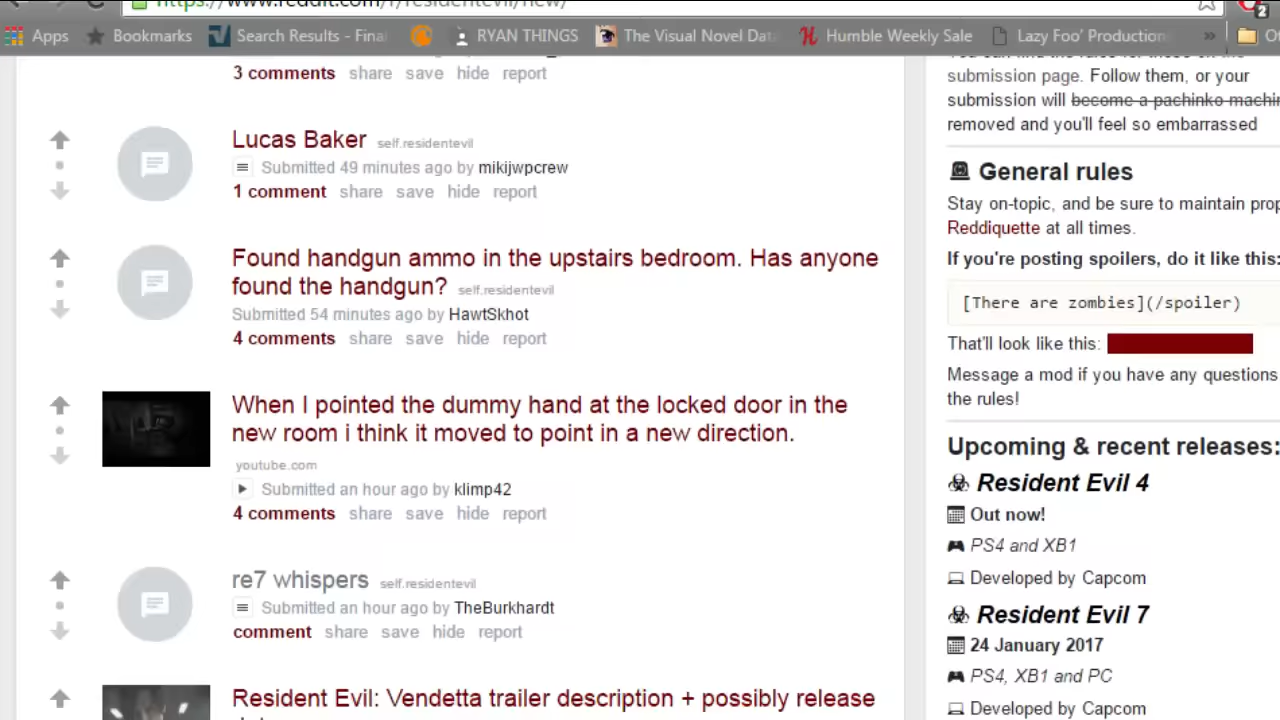 https://www.reddit.com/r/residentevil/new/
2
Apps Bookmarks Search Results - Final RYAN THINGS The Visual Novel Dat Humble Weekly Sale Lazy Foo' Production » Ot
3 comments share save hide report
Lucas Baker self.residentevil
Submitted 49 minutes ago by mikijwpcrew
1 comment share save hide report
Found handgun ammo in the upstairs bedroom. Has anyone
found the handgun? self.residentevil
Submitted 54 minutes ago by HawtSkhot
4 comments share save hide report
When I pointed the dummy hand at the locked door in the
new room i think it moved to point in a new direction.
youtube.com
Submitted an hour ago by klimp42
4 comments share save hide report
re7 whispers self.residentevil
Submitted an hour ago by TheBurkhardt
comment share save hide report
Resident Evil: Vendetta trailer description + possibly release
submission page. Follow them, or your
submission will become a pachinko machin
removed and you'll feel so embarrassed
General rules
Stay on-topic, and be sure to maintain prop
Reddiquette at all times.
If you're posting spoilers, do it like this:
[There are zombies](/spoiler)
That'll look like this:
Message a mod if you have any questions
the rules!
Upcoming & recent releases:
Resident Evil 4
Out now!
PS4 and XB1
Developed by Capcom
Resident Evil 7
24 January 2017
PS4, XB1 and PC
Developed by Capcom